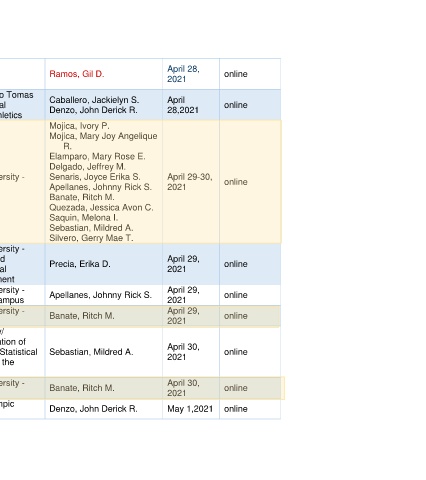 Ramos, Gil D. April 28,
2021 online
o Tomas
al
hletics Caballero, Jackielyn S.
Denzo, John Derick R. April
28,2021 online
ersity - Mojica, Ivory P.
Mojica, Mary Joy Angelique
R.
Elamparo, Mary Rose E.
Delgado, Jeffrey M.
Senaris, Joyce Erika S.
Apellanes, Johnny Rick S.
Banate, Ritch M.
Quezada, Jessica Avon C.
Saquin, Melona I.
Sebastian, Mildred A.
Silvero, Gerry Mae T. April 29-30,
2021 online
ersity -
d
al
ment Precia, Erika D. April 29,
2021 online
ersity -
ampus Apellanes, Johnny Rick S. April 29,
2021 online
ersity - Banate, Ritch M. April 29,
2021 online
y/
ation of
Statistical
the Sebastian, Mildred A. April 30,
2021 online
ersity - Banate, Ritch M. April 30,
2021 online
mpic Denzo, John Derick R. May 1,2021 online